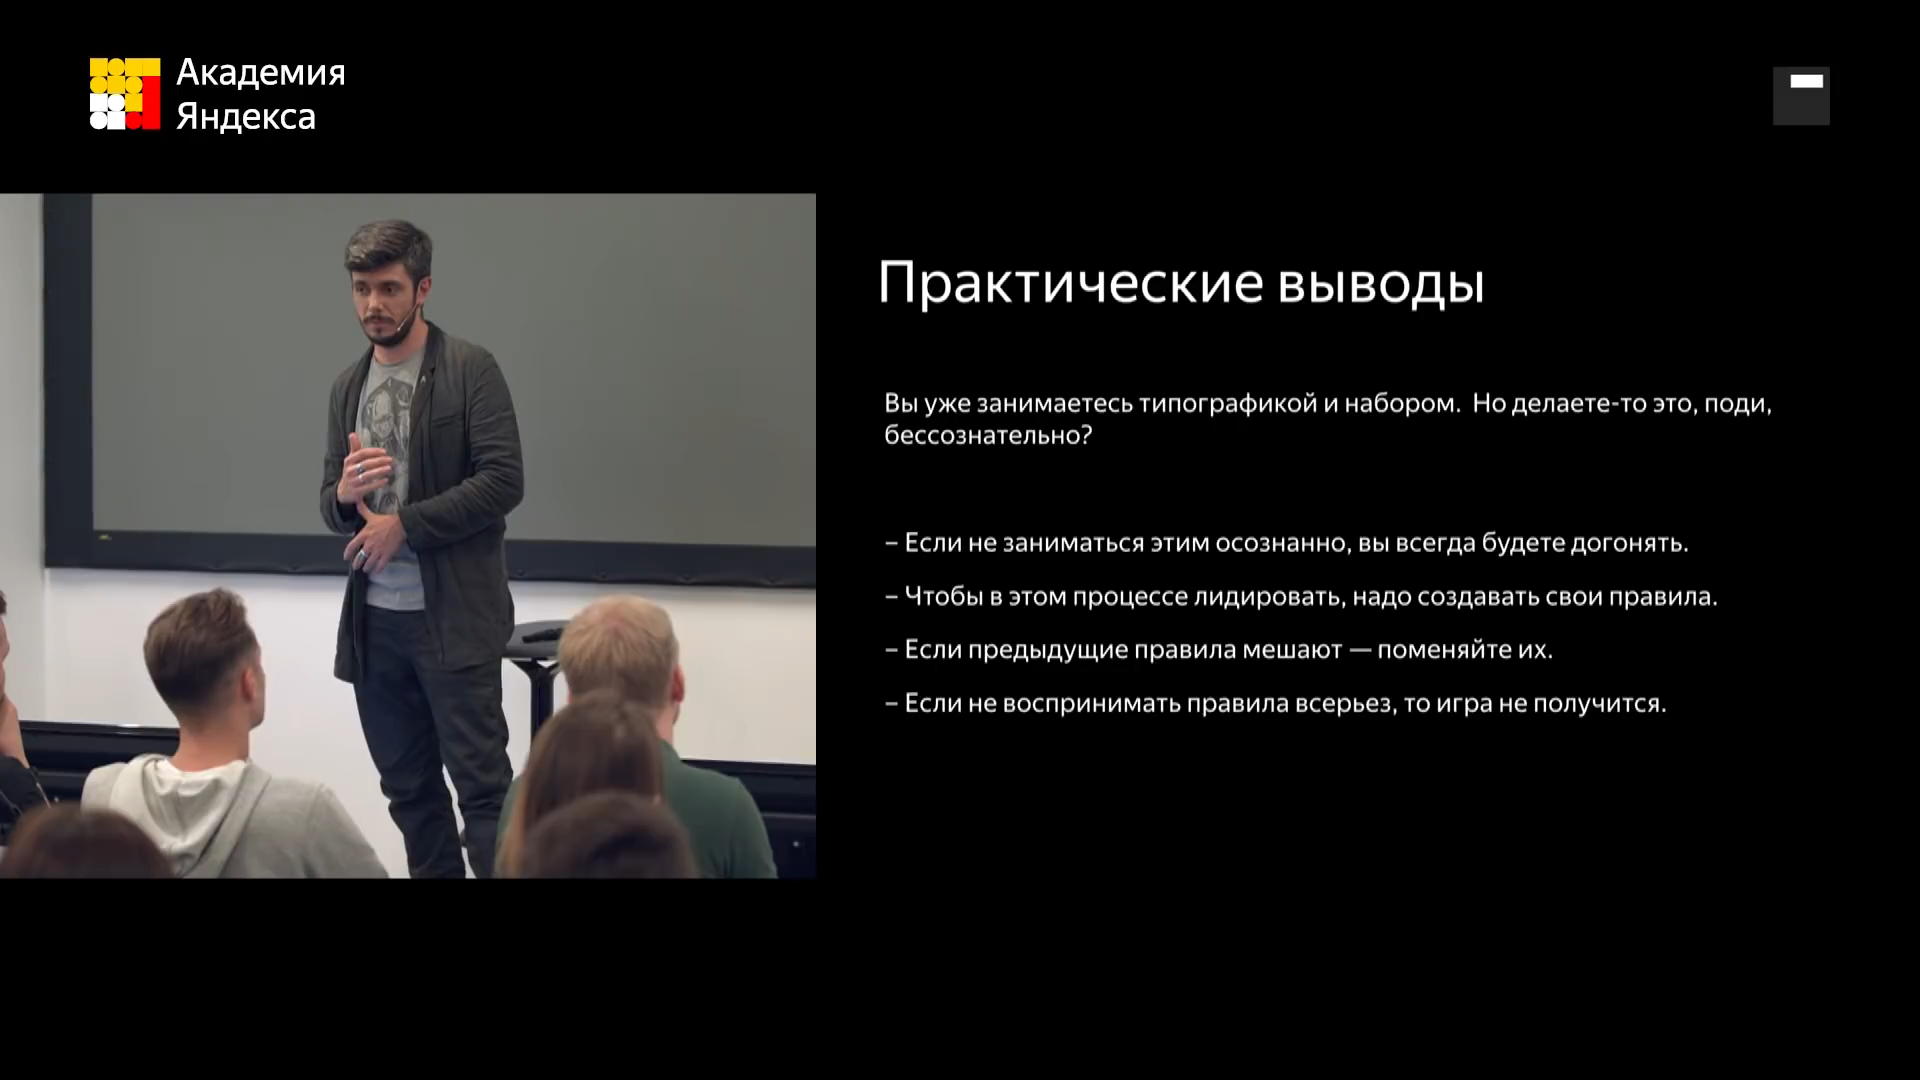 Академия
Яндекса
Практические выводы
Вы уже занимаетесь типографикой и набором.  Но делаете-то это, поди,
бессознательно?
– Если не заниматься этим осознанно, вы всегда будете догонять.
– Чтобы в этом процессе лидировать, надо создавать свои правила.
– Если предыдущие правила мешают — поменяйте их.
– Если не воспринимать правила всерьез, то игра не получится.